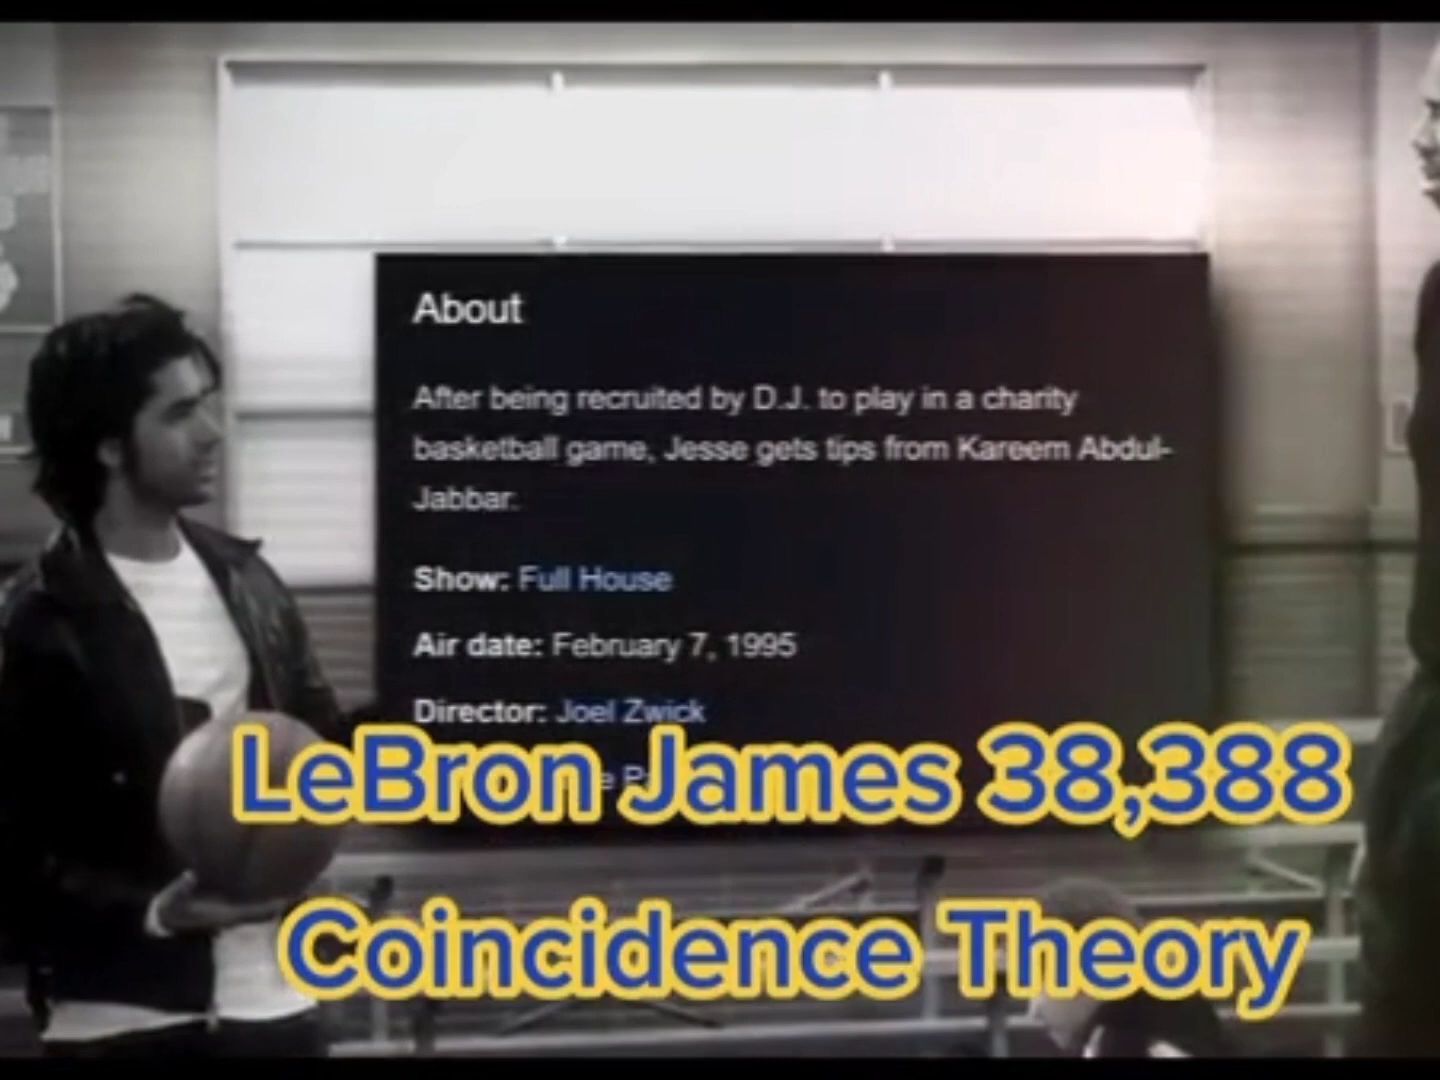 About
After being recruited by D.J. to play in a charity
basketball game, Jesse gets tips from Kareem Abdul-
Jabbar.
Show: Full House
Air date: February 7, 1995
Director: Joel Zwick
LeBron James 38,388
Coincidence Theory